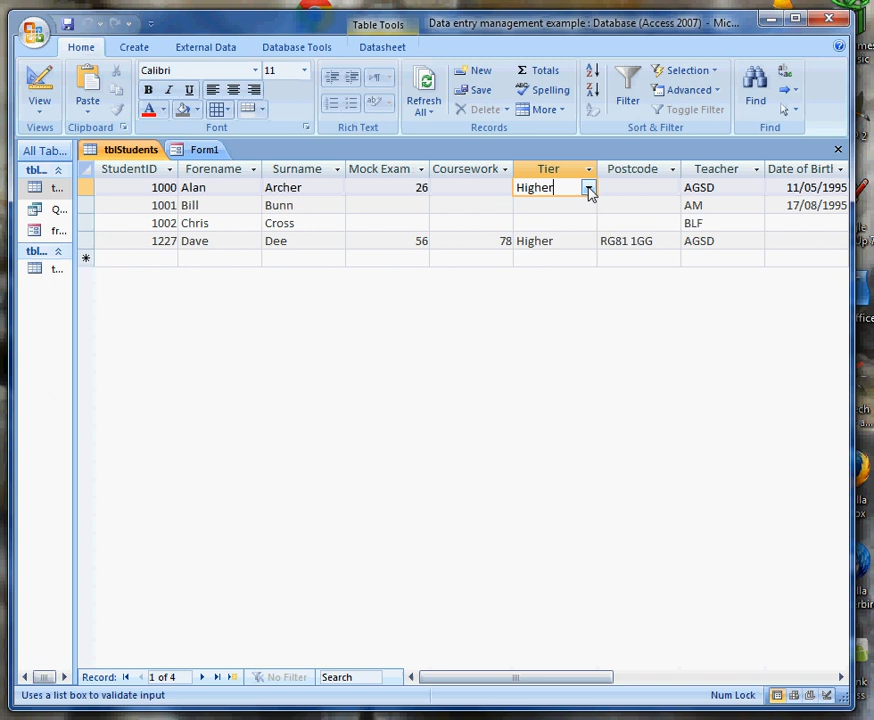 Table Tools
Data entry management example : Database (Access 2007) - Mic...
Home Create External Data Database Tools Datasheet
View
Views
Paste
Clipboard
Calibri 11
B I U
A
Font
Rich Text
Refresh All
New
Save
Delete
Totals
Spelling
More
Records
Filter
Selection
Advanced
Toggle Filter
Sort & Filter
Find
Find
All Tab...
tblStudents Form1
StudentID Forename Surname Mock Exam Coursework Tier Postcode Teacher Date of Birtl
1000 Alan Archer 26 Higher AGSD 11/05/1995
1001 Bill Bunn AM 17/08/1995
1002 Chris Cross BLF
1227 Dave Dee 56 78 Higher RG81 1GG AGSD
tbl...
t...
Q...
fr...
tbl...
t...
Record: 1 of 4 No Filter Search
Uses a list box to validate input
Num Lock